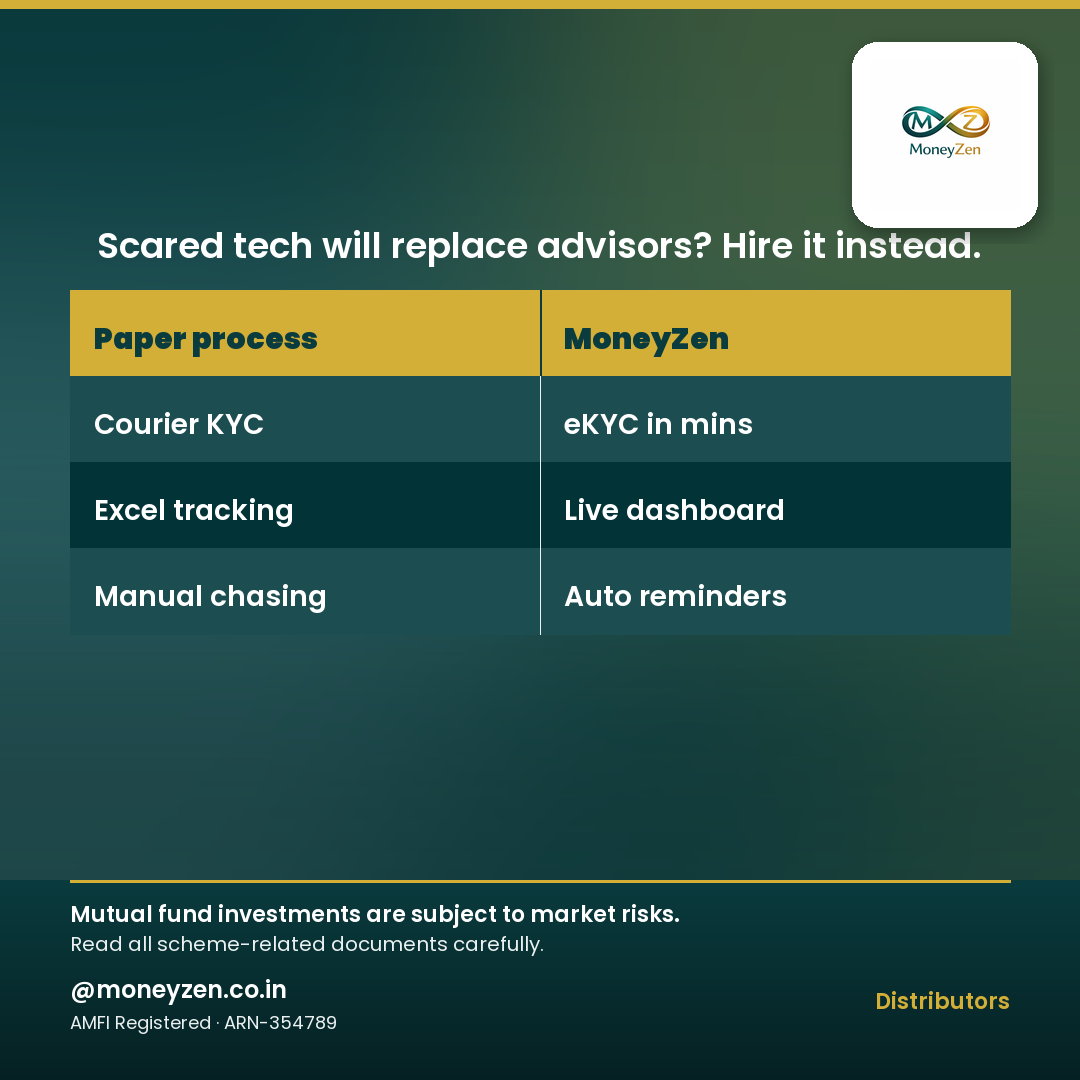 M Z
MoneyZen
Scared tech will replace advisors? Hire it instead.
Paper process
MoneyZen
Courier KYC
eKYC in mins
Excel tracking
Live dashboard
Manual chasing
Auto reminders
Mutual fund investments are subject to market risks.
Read all scheme-related documents carefully.
@moneyzen.co.in
AMFI Registered · ARN-354789
Distributors